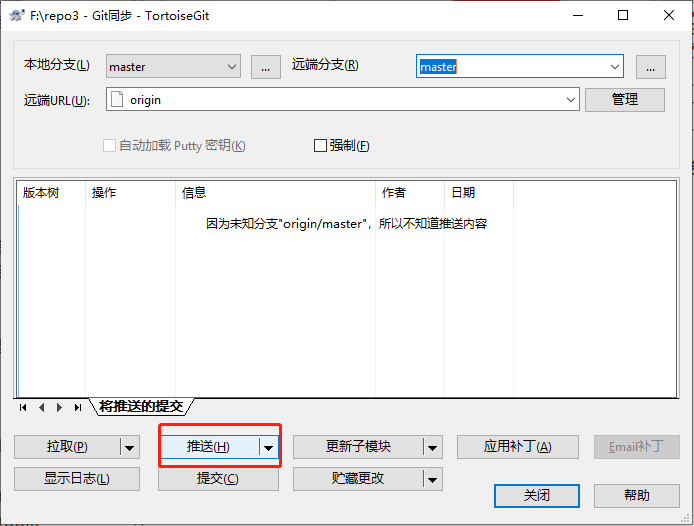 F:\repo3 - Git同步 - TortoiseGit
本地分支(L) master ... 远端分支(R) master ...
远端URL(U): origin 管理
自动加载 Putty 密钥(K) 强制(F)
版本树 操作 信息 作者 日期
因为未知分支"origin/master"，所以不知道推送内容
将推送的提交
拉取(P) 推送(H) 更新子模块 应用补丁(A) Email补丁
显示日志(L) 提交(C) 贮藏更改
关闭 帮助